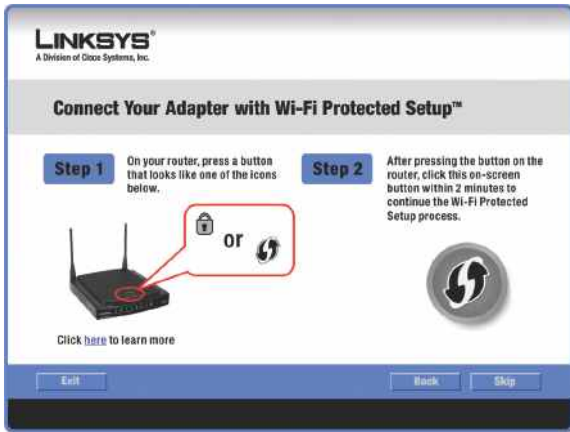 LINKSYS®
A Division of Cisco Systems, Inc.
Connect Your Adapter with Wi-Fi Protected Setup™
Step 1
On your router, press a button
that looks like one of the icons
below.
or
Click here to learn more
Step 2
After pressing the button on the
router, click this on-screen
button within 2 minutes to
continue the Wi-Fi Protected
Setup process.
Exit
Back
Skip